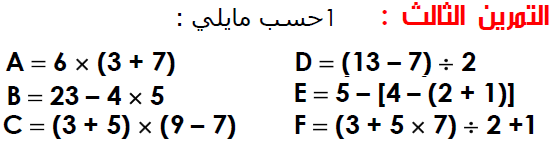 التمرين الثالث : احسب مايلي :
A = 6 × (3 + 7)
D = (13 – 7) ÷ 2
B = 23 – 4 × 5
E = 5 – [4 – (2 + 1)]
C = (3 + 5) × (9 – 7)
F = (3 + 5 × 7) ÷ 2 +1